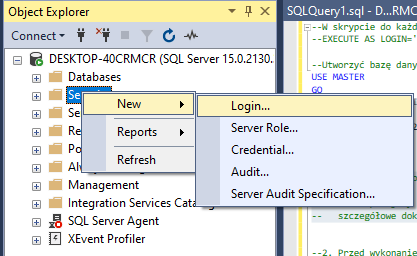 Object Explorer
Connect
DESKTOP-40CRMCR (SQL Server 15.0.2130.
Databases
Se
Se
Re
Po
Al
Management
Integration Services Catalogs
SQL Server Agent
XEvent Profiler
New
Reports
Refresh
Login...
Server Role...
Credential...
Audit...
Server Audit Specification...
SQLQuery1.sql - D...RMC
--W skrypcie do każd
--EXECUTE AS LOGIN='
--Utworzyć bazę dany
USE MASTER
GO
-- szczegółowe dok
--2. Przed wykonanie